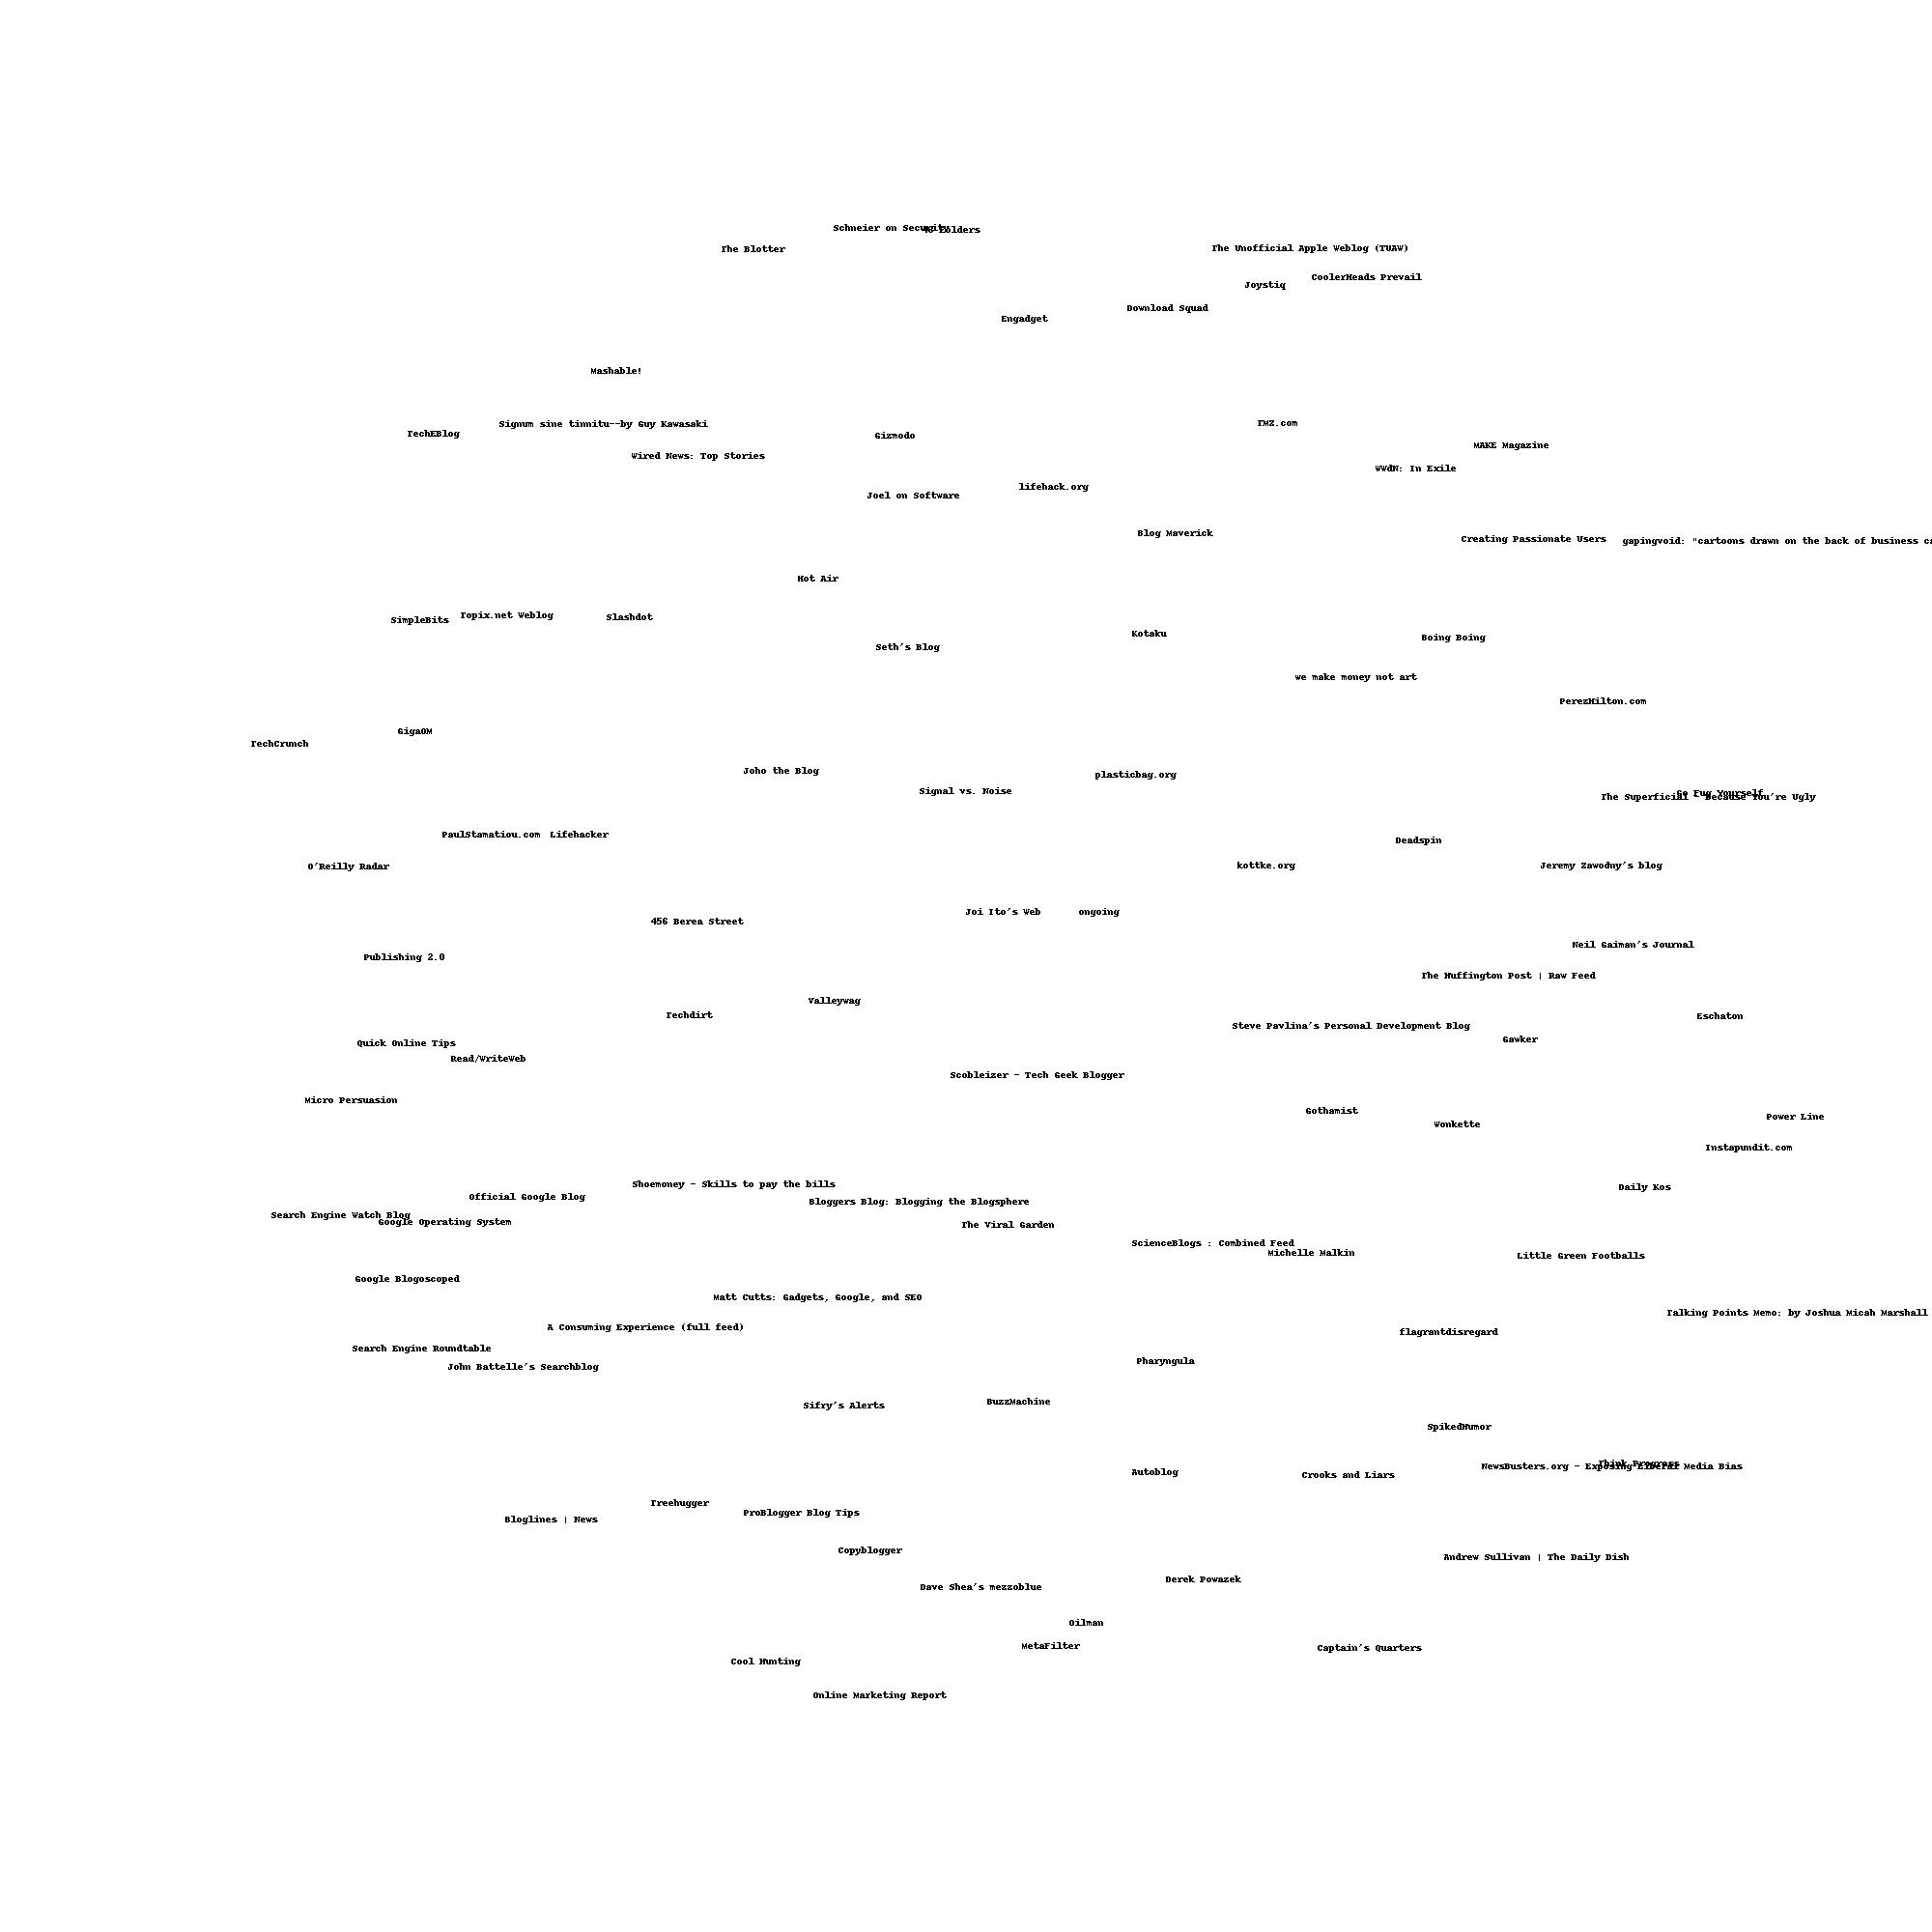 Schneier on Security
Folders
The Blotter
The Unofficial Apple Weblog (TUAW)
CoolerHeads Prevail
Joystiq
Download Squad
Engadget
Mashable!
TMZ.com
Signum sine tinnitu--by Guy Kawasaki
TechEBlog
Gizmodo
MAKE Magazine
Wired News: Top Stories
WWdN: In Exile
lifehack.org
Joel on Software
Blog Maverick
Creating Passionate Users
gapingvoid: "cartoons drawn on the back of business
Hot Air
Topix.net Weblog
Slashdot
SimpleBits
Kotaku
Boing Boing
Seth's Blog
we make money not art
PerezHilton.com
GigaOM
TechCrunch
Joho the Blog
plasticbag.org
Signal vs. Noise
Go Fug Yourself
The Superficial - Because You're Ugly
PaulStamatiou.com
Lifehacker
Deadspin
O'Reilly Radar
kottke.org
Jeremy Zawodny's blog
Joi Ito's Web
ongoing
456 Berea Street
Neil Gaiman's Journal
Publishing 2.0
The Huffington Post | Raw Feed
Valleywag
Techdirt
Eschaton
Steve Pavlina's Personal Development Blog
Gawker
Quick Online Tips
Read/WriteWeb
Scobleizer - Tech Geek Blogger
Micro Persuasion
Gothamist
Power Line
Wonkette
Instapundit.com
Shoemoney - Skills to pay the bills
Daily Kos
Official Google Blog
Bloggers Blog: Blogging the Blogsphere
Search Engine Watch Blog
Google Operating System
The Viral Garden
ScienceBlogs : Combined Feed
Michelle Malkin
Little Green Footballs
Google Blogoscoped
Matt Cutts: Gadgets, Google, and SEO
Talking Points Memo: by Joshua Micah Marshall
A Consuming Experience (full feed)
flagrantdisregard
Search Engine Roundtable
Pharyngula
John Battelle's Searchblog
BuzzMachine
Sifry's Alerts
SpikedHumor
Think Progress
NewsBusters.org - Exposing Liberal Media Bias
Autoblog
Crooks and Liars
Treehugger
ProBlogger Blog Tips
Bloglines | News
Copyblogger
Andrew Sullivan | The Daily Dish
Derek Powazek
Dave Shea's mezzoblue
Oilman
MetaFilter
Captain's Quarters
Cool Hunting
Online Marketing Report